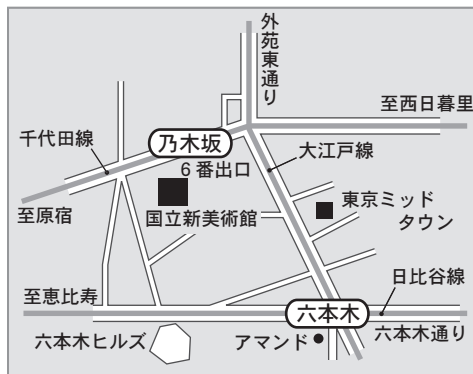 外苑東通り
至西日暮里
千代田線
乃木坂
6番出口
大江戸線
至原宿
国立新美術館
東京ミッド
タウン
至恵比寿
日比谷線
六本木
六本木ヒルズ
アマンド
六本木通り